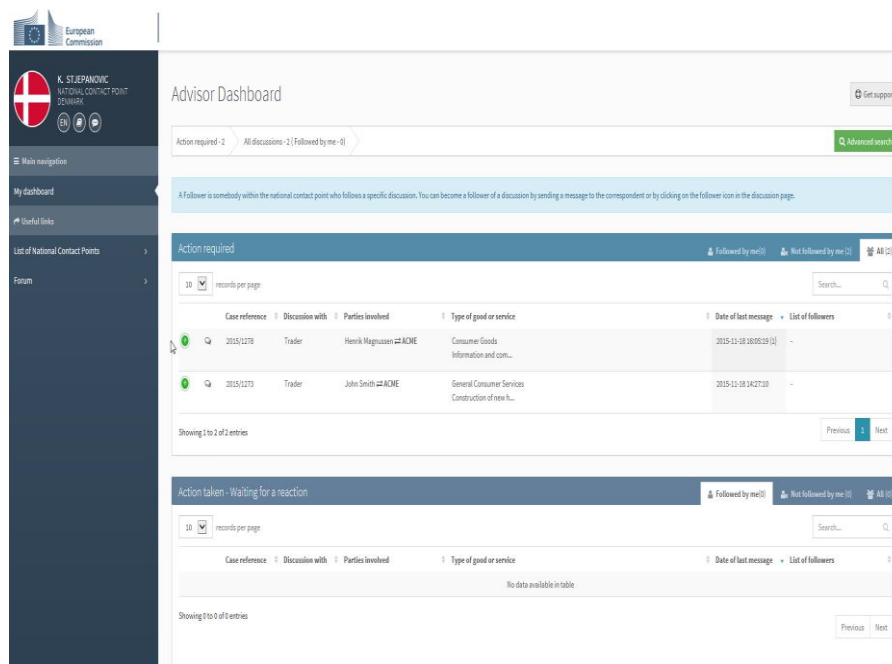 European
Commission
K. STJEPANOVIC
NATIONAL CONTACT POINT
DENMARK
EN
Main navigation
My dashboard
Useful links
List of National Contact Points
Forum
Advisor Dashboard
Get suppor
Action required - 2 All discussions - 2 ( Followed by me - 0)
Advanced search
A Follower is somebody within the national contact point who follows a specific discussion. You can become a follower of a discussion by sending a message to the correspondent or by clicking on the follower icon in the discussion page.
Action required Followed by me(0) Not followed by me (2) All (2)
10 records per page Search...
Case reference Discussion with Parties involved Type of good or service Date of last message List of followers
2015/1278 Trader Henrik Magnussen ⇄ ACME Consumer Goods 2015-11-18 16:05:19 (1) -
Information and com...
2015/1273 Trader John Smith ⇄ ACME General Consumer Services 2015-11-18 14:27:10 -
Construction of new h...
Showing 1 to 2 of 2 entries Previous 1 Next
Action taken - Waiting for a reaction Followed by me(0) Not followed by me (0) All (0)
10 records per page Search...
Case reference Discussion with Parties involved Type of good or service Date of last message List of followers
No data available in table
Showing 0 to 0 of 0 entries Previous Next